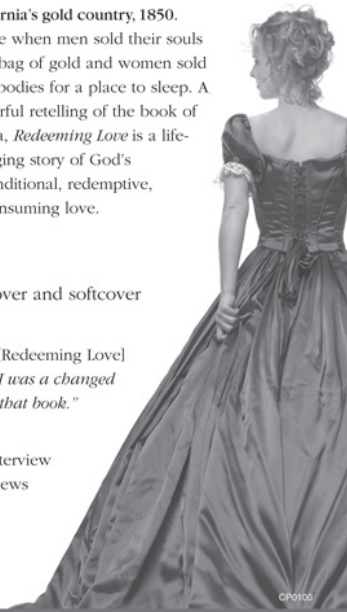 rnia's gold country, 1850.
e when men sold their souls
bag of gold and women sold
bodies for a place to sleep. A
rful retelling of the book of
a, Redeeming Love is a life-
ging story of God's
nditional, redemptive,
nsuming love.
over and softcover
[Redeeming Love]
I was a changed
that book."
terview
ews
CP0100